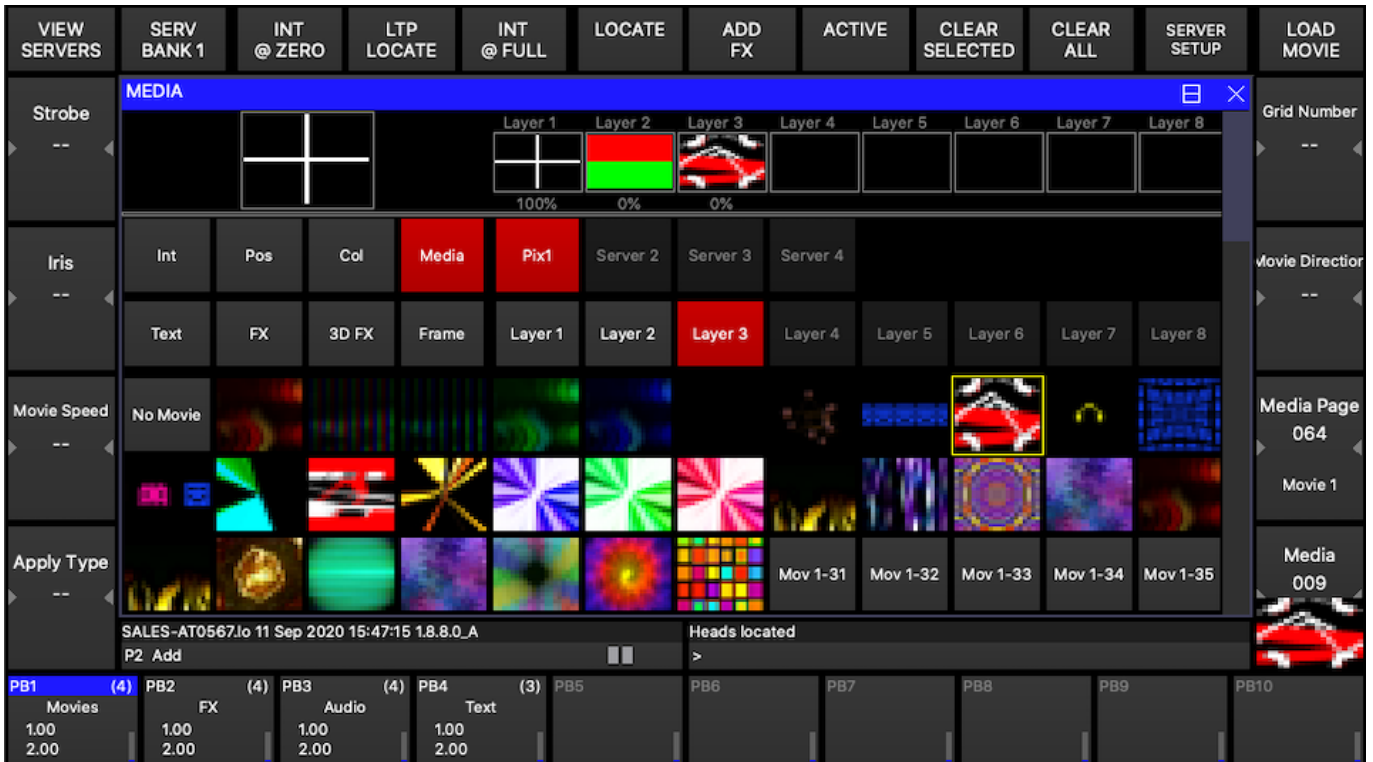 VIEW SERVERS
SERV BANK 1
INT @ ZERO
LTP LOCATE
INT @ FULL
LOCATE
ADD FX
ACTIVE
CLEAR SELECTED
CLEAR ALL
SERVER SETUP
LOAD MOVIE
Strobe
--
Iris
--
Movie Speed
--
Apply Type
--
MEDIA
Layer 1 Layer 2 Layer 3 Layer 4 Layer 5 Layer 6 Layer 7 Layer 8
100% 0% 0%
Int Pos Col Media Pix1 Server 2 Server 3 Server 4
Text FX 3D FX Frame Layer 1 Layer 2 Layer 3 Layer 4 Layer 5 Layer 6 Layer 7 Layer 8
No Movie
Mov 1-31 Mov 1-32 Mov 1-33 Mov 1-34 Mov 1-35
Grid Number
--
Movie Direction
--
Media Page
064
Movie 1
Media
009
SALES-AT0567.lo 11 Sep 2020 15:47:15 1.8.8.0_A
P2 Add
Heads located
>
PB1 (4)
Movies
1.00
2.00
PB2 (4)
FX
1.00
2.00
PB3 (4)
Audio
1.00
2.00
PB4 (3)
Text
1.00
2.00
PB5
PB6
PB7
PB8
PB9
PB10